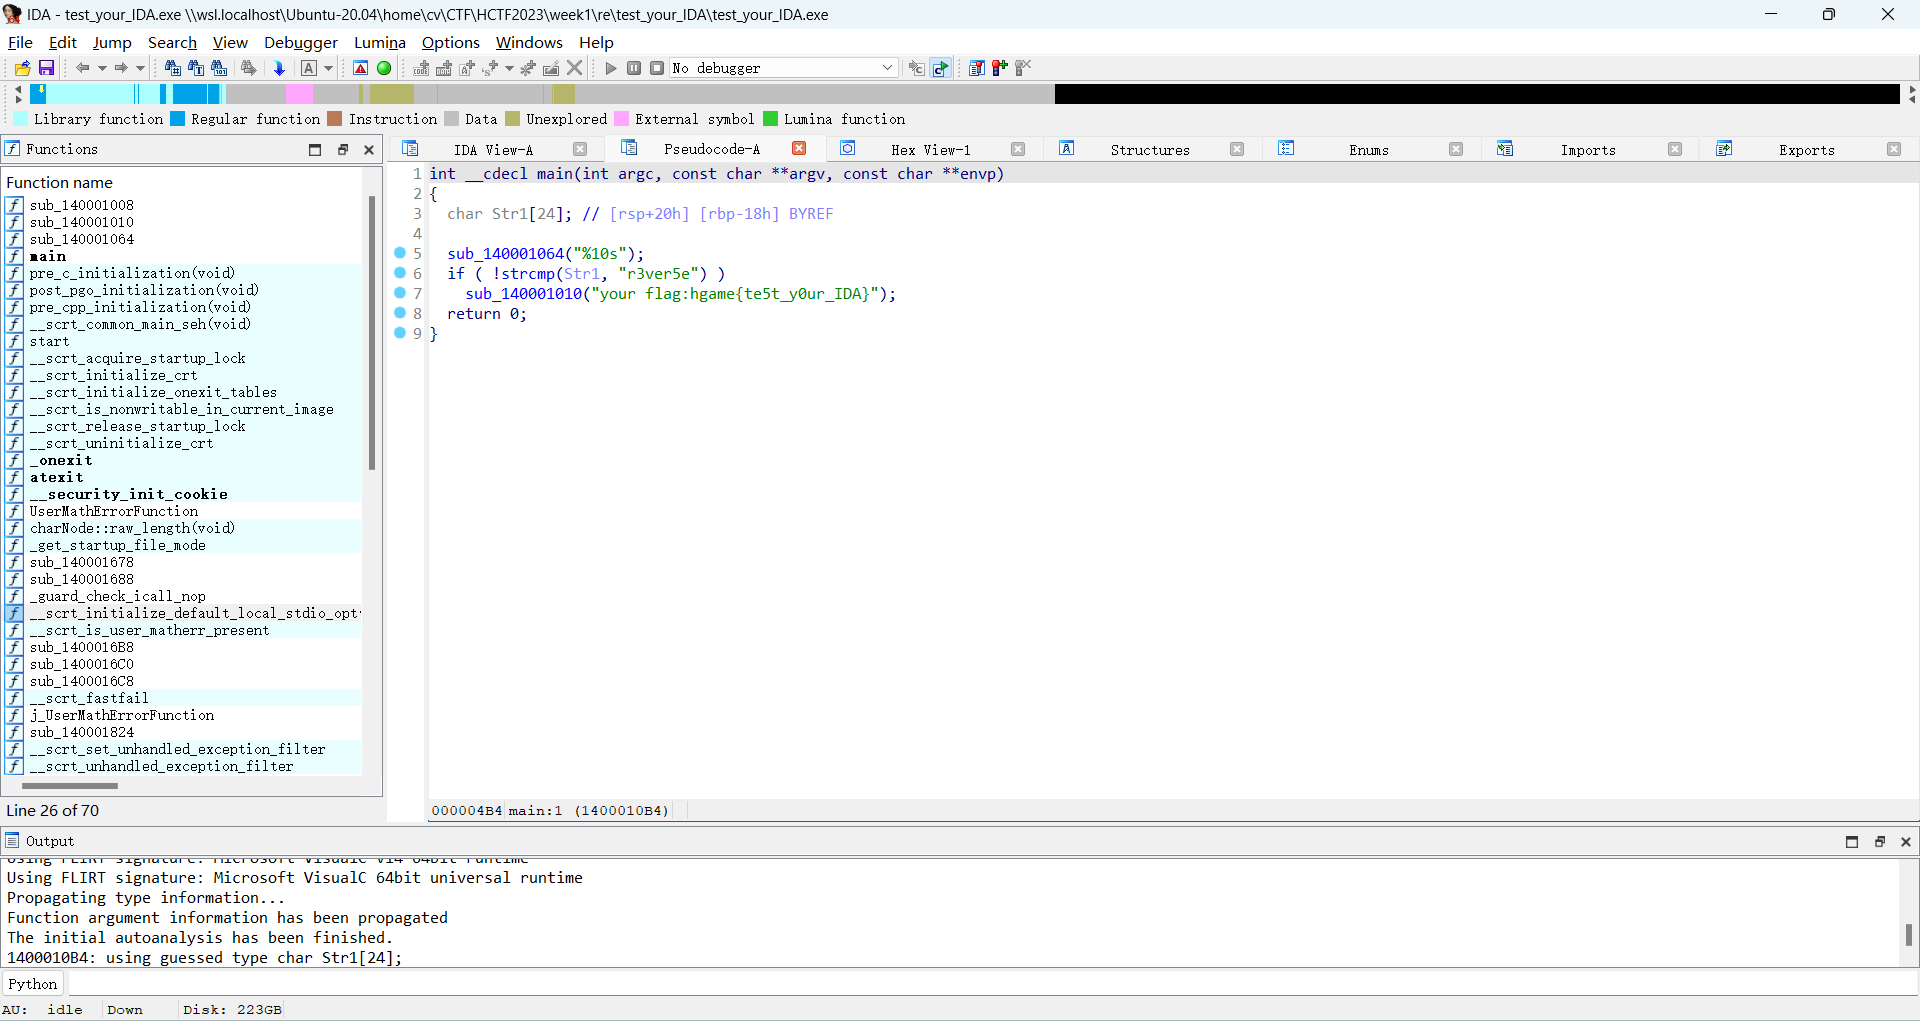 IDA - test_your_IDA.exe \\wsl.localhost\Ubuntu-20.04\home\cv\CTF\HCTF2023\week1\re\test_your_IDA\test_your_IDA.exe
File Edit Jump Search View Debugger Lumina Options Windows Help
No debugger
Library function Regular function Instruction Data Unexplored External symbol Lumina function
Functions
IDA View-A Pseudocode-A Hex View-1 Structures Enums Imports Exports
Function name
sub_140001008
sub_140001010
sub_140001064
main
pre_c_initialization(void)
post_pgo_initialization(void)
pre_cpp_initialization(void)
__scrt_common_main_seh(void)
start
__scrt_acquire_startup_lock
__scrt_initialize_crt
__scrt_initialize_onexit_tables
__scrt_is_nonwritable_in_current_image
__scrt_release_startup_lock
__scrt_uninitialize_crt
_onexit
atexit
__security_init_cookie
UserMathErrorFunction
charNode::raw_length(void)
_get_startup_file_mode
sub_140001678
sub_140001688
_guard_check_icall_nop
__scrt_initialize_default_local_stdio_opt
__scrt_is_user_matherr_present
sub_1400016B8
sub_1400016C0
sub_1400016C8
__scrt_fastfail
j_UserMathErrorFunction
sub_140001824
__scrt_set_unhandled_exception_filter
__scrt_unhandled_exception_filter
Line 26 of 70
1 int __cdecl main(int argc, const char **argv, const char **envp)
2 {
3 char Str1[24]; // [rsp+20h] [rbp-18h] BYREF
4
5 sub_140001064("%10s");
6 if ( !strcmp(Str1, "r3ver5e") )
7 sub_140001010("your flag:hgame{te5t_y0ur_IDA}");
8 return 0;
9 }
000004B4 main:1 (1400010B4)
Output
Using FLIRT signature: Microsoft VisualC v14 64bit runtime
Using FLIRT signature: Microsoft VisualC 64bit universal runtime
Propagating type information...
Function argument information has been propagated
The initial autoanalysis has been finished.
1400010B4: using guessed type char Str1[24];
Python
AU: idle Down Disk: 223GB